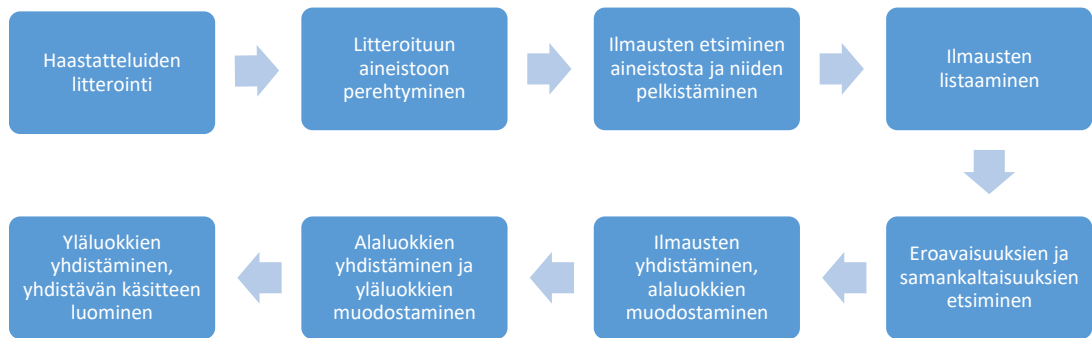 Haastatteluiden
litterointi
Litteroituun
aineistoon
perehtyminen
Ilmausten etsiminen
aineistosta ja niiden
pelkistäminen
Ilmausten
listaaminen
Eroavaisuuksien ja
samankaltaisuuksien
etsiminen
Ilmausten
yhdistäminen,
alaluokkien
muodostaminen
Alaluokkien
yhdistäminen ja
yläluokkien
muodostaminen
Yläluokkien
yhdistäminen,
yhdistävän käsitteen
luominen